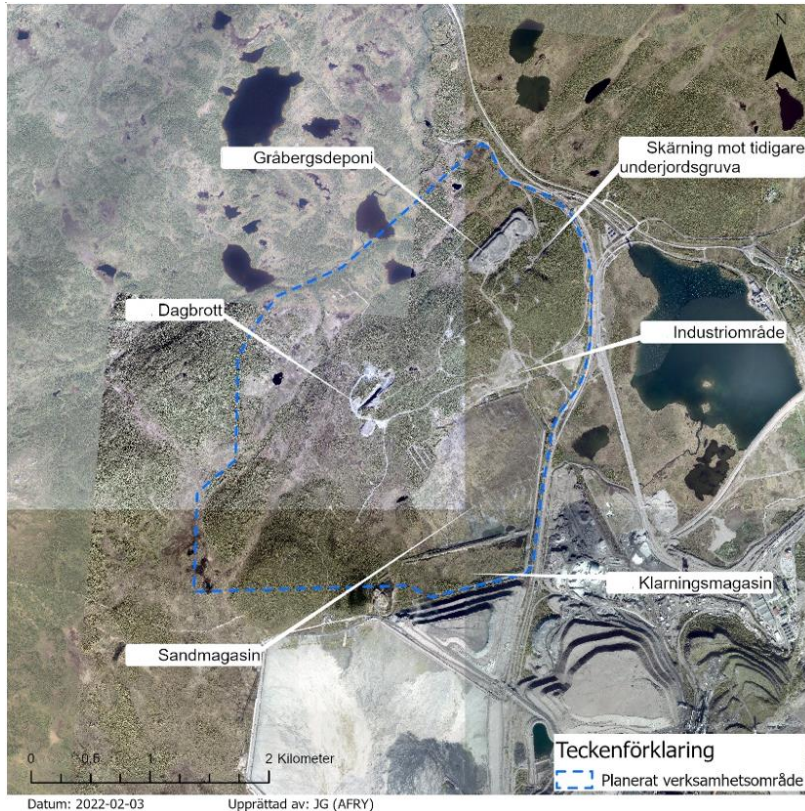 N
Gråbergsdeponi
Skärning mot tidigare
underjordsgruva
Dagbrott
Industriområde
Klarningsmagasin
Sandmagasin
0 0,5 1 2 Kilometer
Teckenförklaring
Planerat verksamhetsområde
Datum: 2022-02-03 Upprättad av: JG (AFRY)